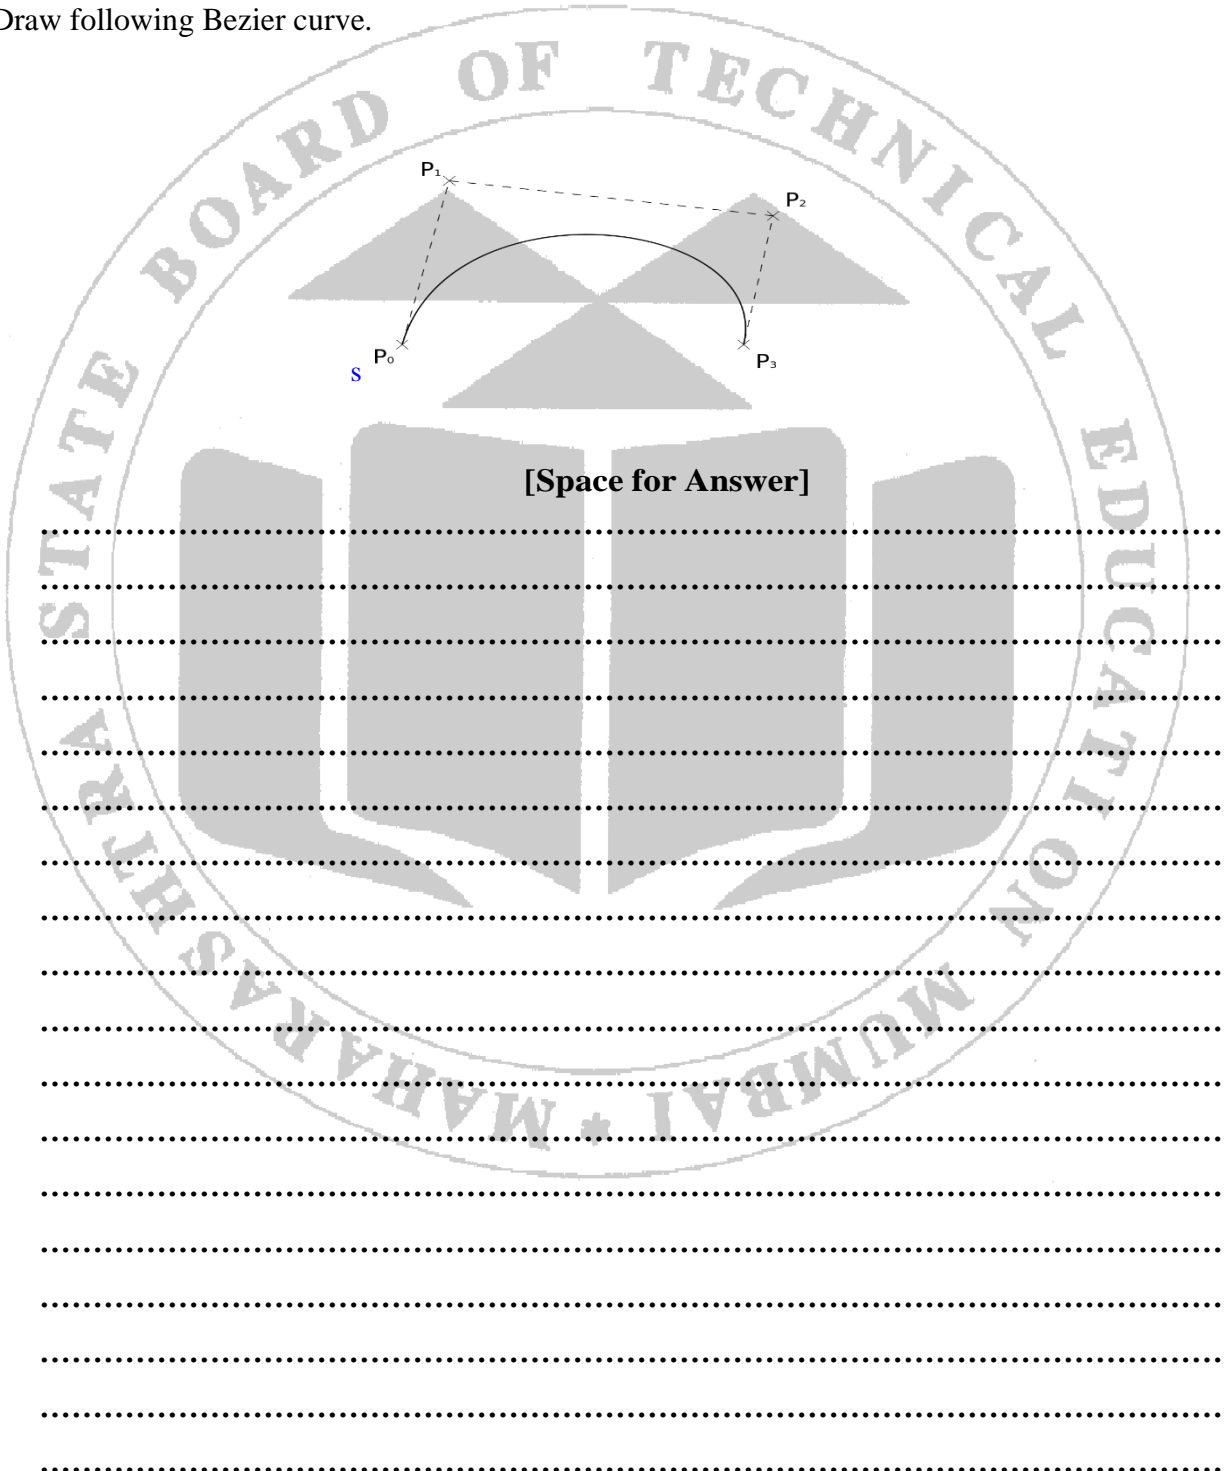 Draw following Bezier curve.
MAHARASHTRA STATE BOARD OF TECHNICAL EDUCATION MUMBAI *
P₁
P₂
P₀
P₃
s
[Space for Answer]